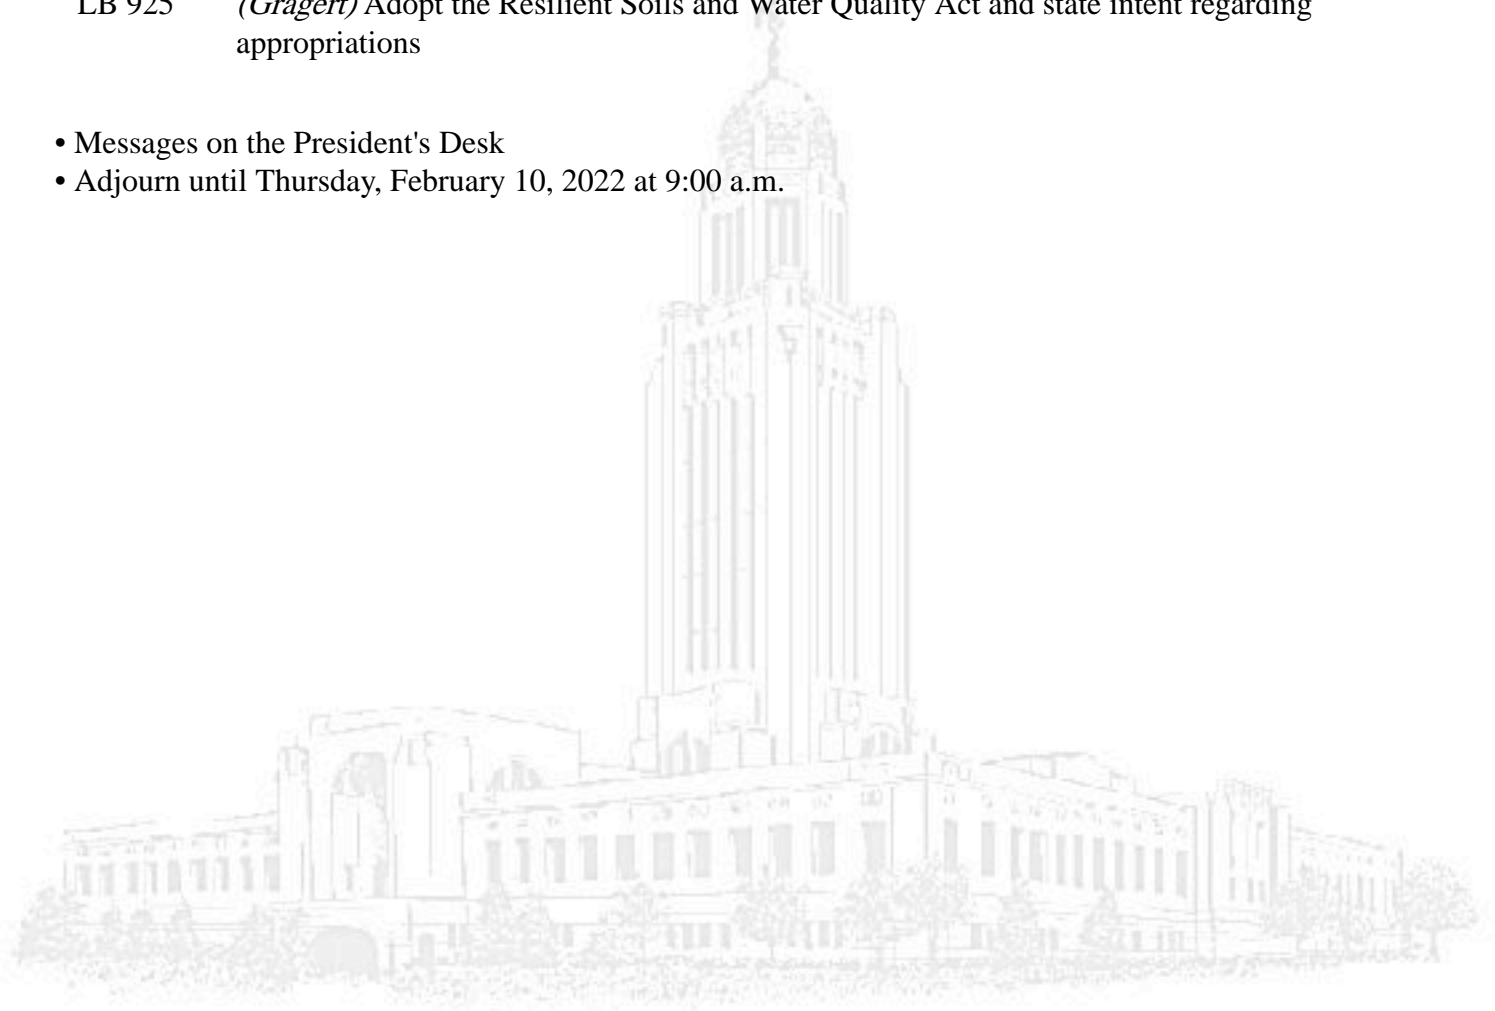 LB 925 (Gragert) Adopt the Resilient Soils and Water Quality Act and state intent regarding
appropriations
• Messages on the President's Desk
• Adjourn until Thursday, February 10, 2022 at 9:00 a.m.